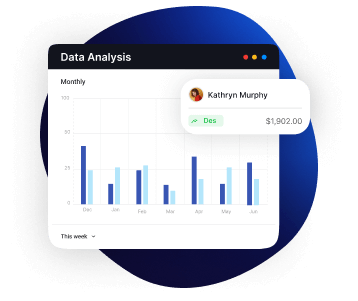 Data Analysis
Monthly
Kathryn Murphy
Des
$1,902.00
100
50
25
0
Dec
Jan
Feb
Mar
Apr
May
Jun
This week